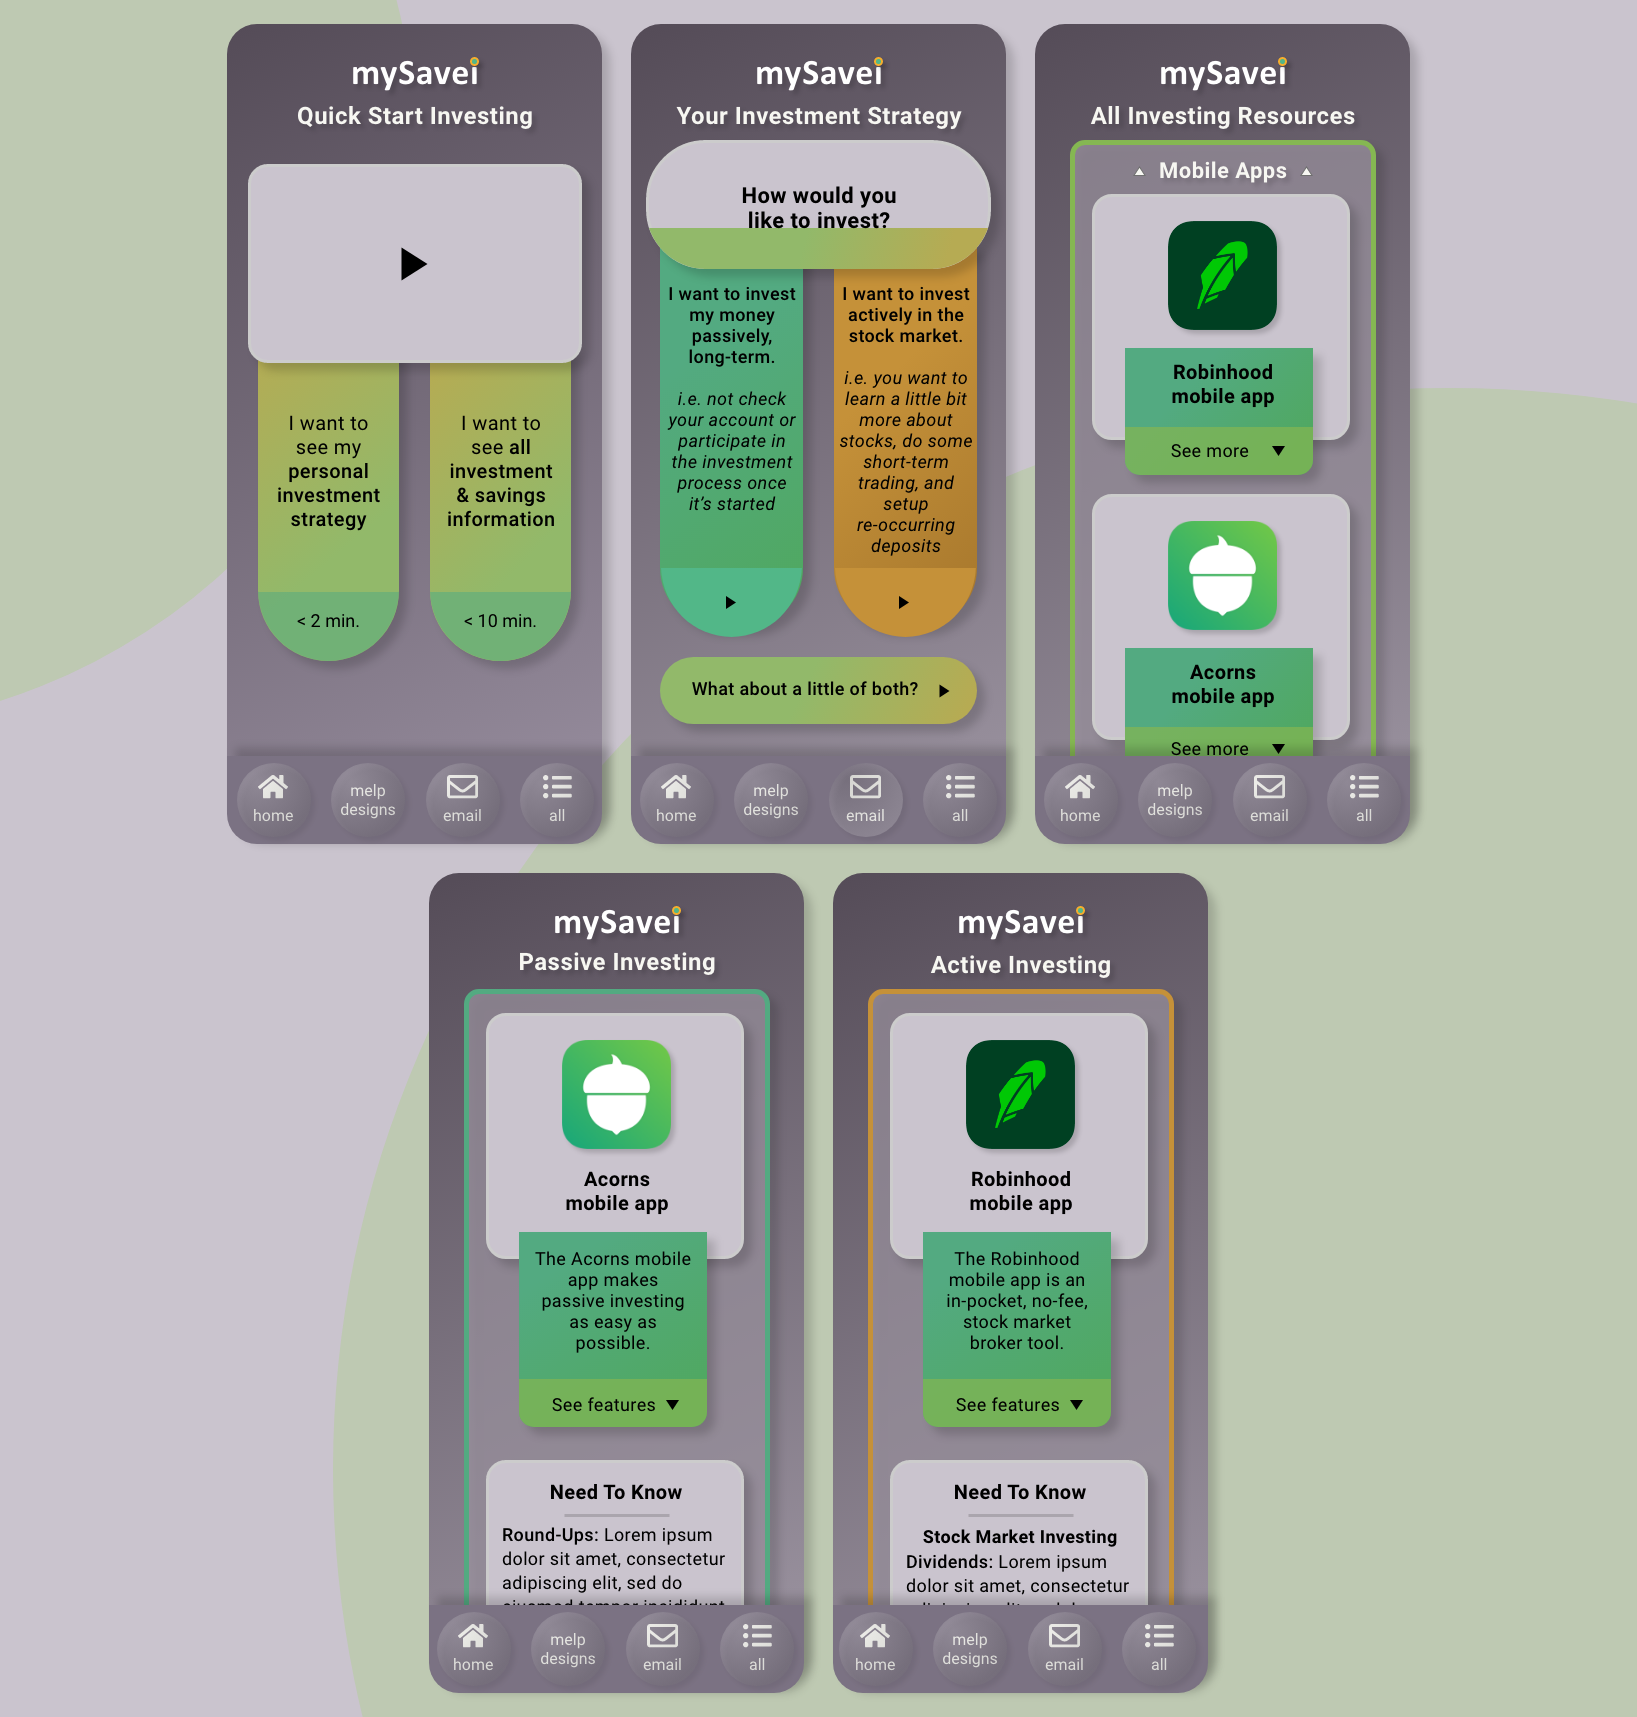 mySavei
Quick Start Investing
I want to
see my
personal
investment
strategy
< 2 min.
I want to
see all
investment
& savings
information
< 10 min.
home
melp
designs
email
all
mySavei
Your Investment Strategy
How would you
like to invest?
I want to invest
my money
passively,
long-term.
i.e. not check
your account or
participate in
the investment
process once
it's started
I want to invest
actively in the
stock market.
i.e. you want to
learn a little bit
more about
stocks, do some
short-term
trading, and
setup
re-occurring
deposits
What about a little of both?
home
melp
designs
email
all
mySavei
All Investing Resources
Mobile Apps
Robinhood
mobile app
See more
Acorns
mobile app
See more
home
melp
designs
email
all
mySavei
Passive Investing
Acorns
mobile app
The Acorns mobile
app makes
passive investing
as easy as
possible.
See features
Need To Know
Round-Ups: Lorem ipsum
dolor sit amet, consectetur
adipiscing elit, sed do
eiusmod tempor incididunt
home
melp
designs
email
all
mySavei
Active Investing
Robinhood
mobile app
The Robinhood
mobile app is an
in-pocket, no-fee,
stock market
broker tool.
See features
Need To Know
Stock Market Investing
Dividends: Lorem ipsum
dolor sit amet, consectetur
home
melp
designs
email
all